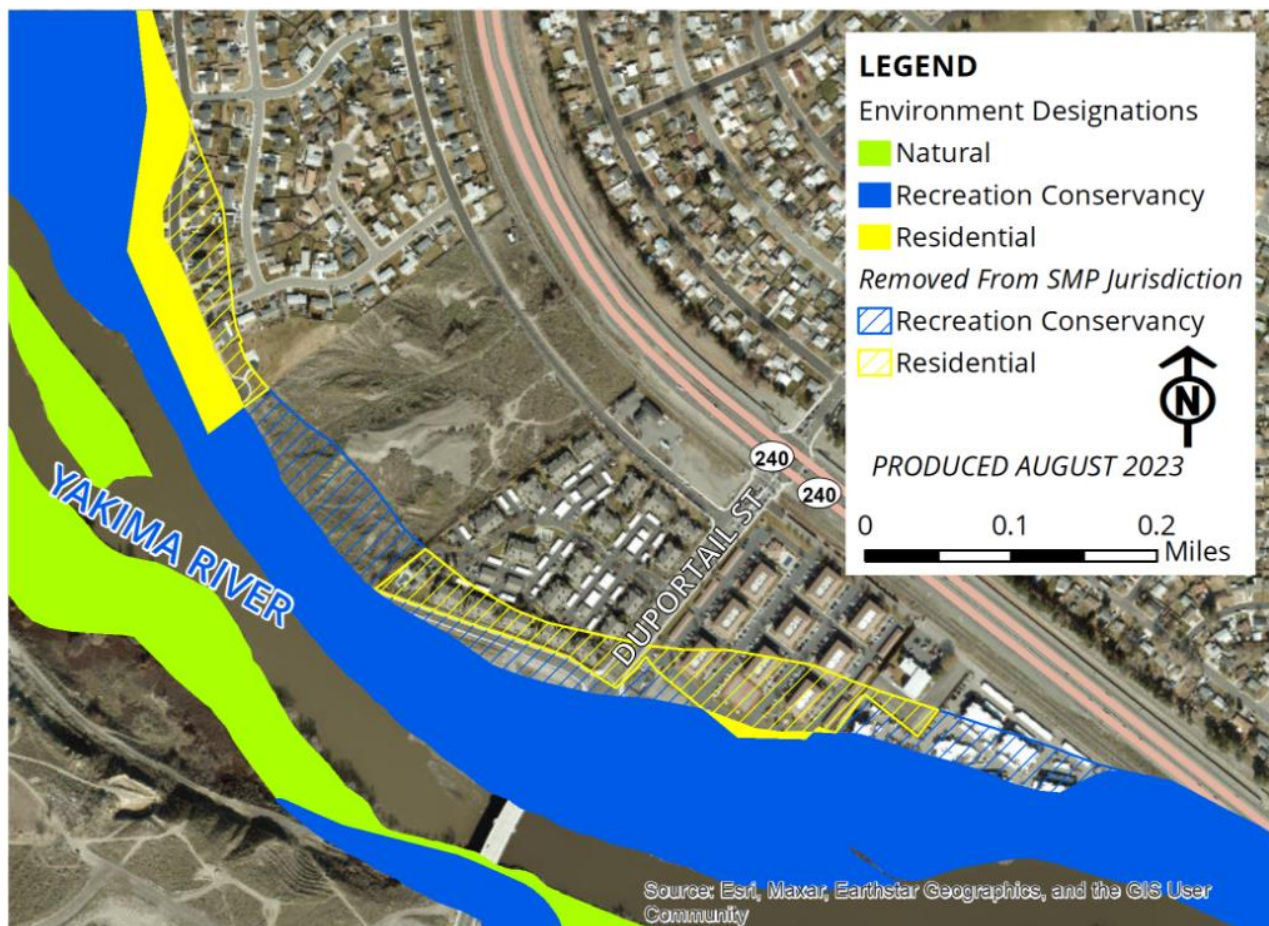 LEGEND
Environment Designations
Natural
Recreation Conservancy
Residential
Removed From SMP Jurisdiction
Recreation Conservancy
Residential
N
PRODUCED AUGUST 2023
0 0.1 0.2
Miles
240
240
DUPORTAIL ST
YAKIMA RIVER
Source: Esri, Maxar, Earthstar Geographics, and the GIS User
Community